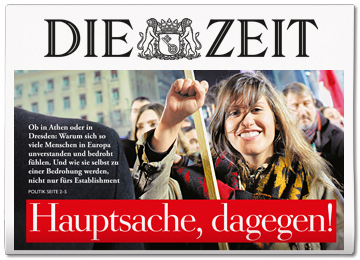 DIE ZEIT
Ob in Athen oder in
Dresden: Warum sich so
viele Menschen in Europa
unverstanden und bedroht
fühlen. Und wie sie selbst zu
einer Bedrohung werden,
nicht nur fürs Establishment
POLITIK SEITE 2-5
Hauptsache, dagegen!